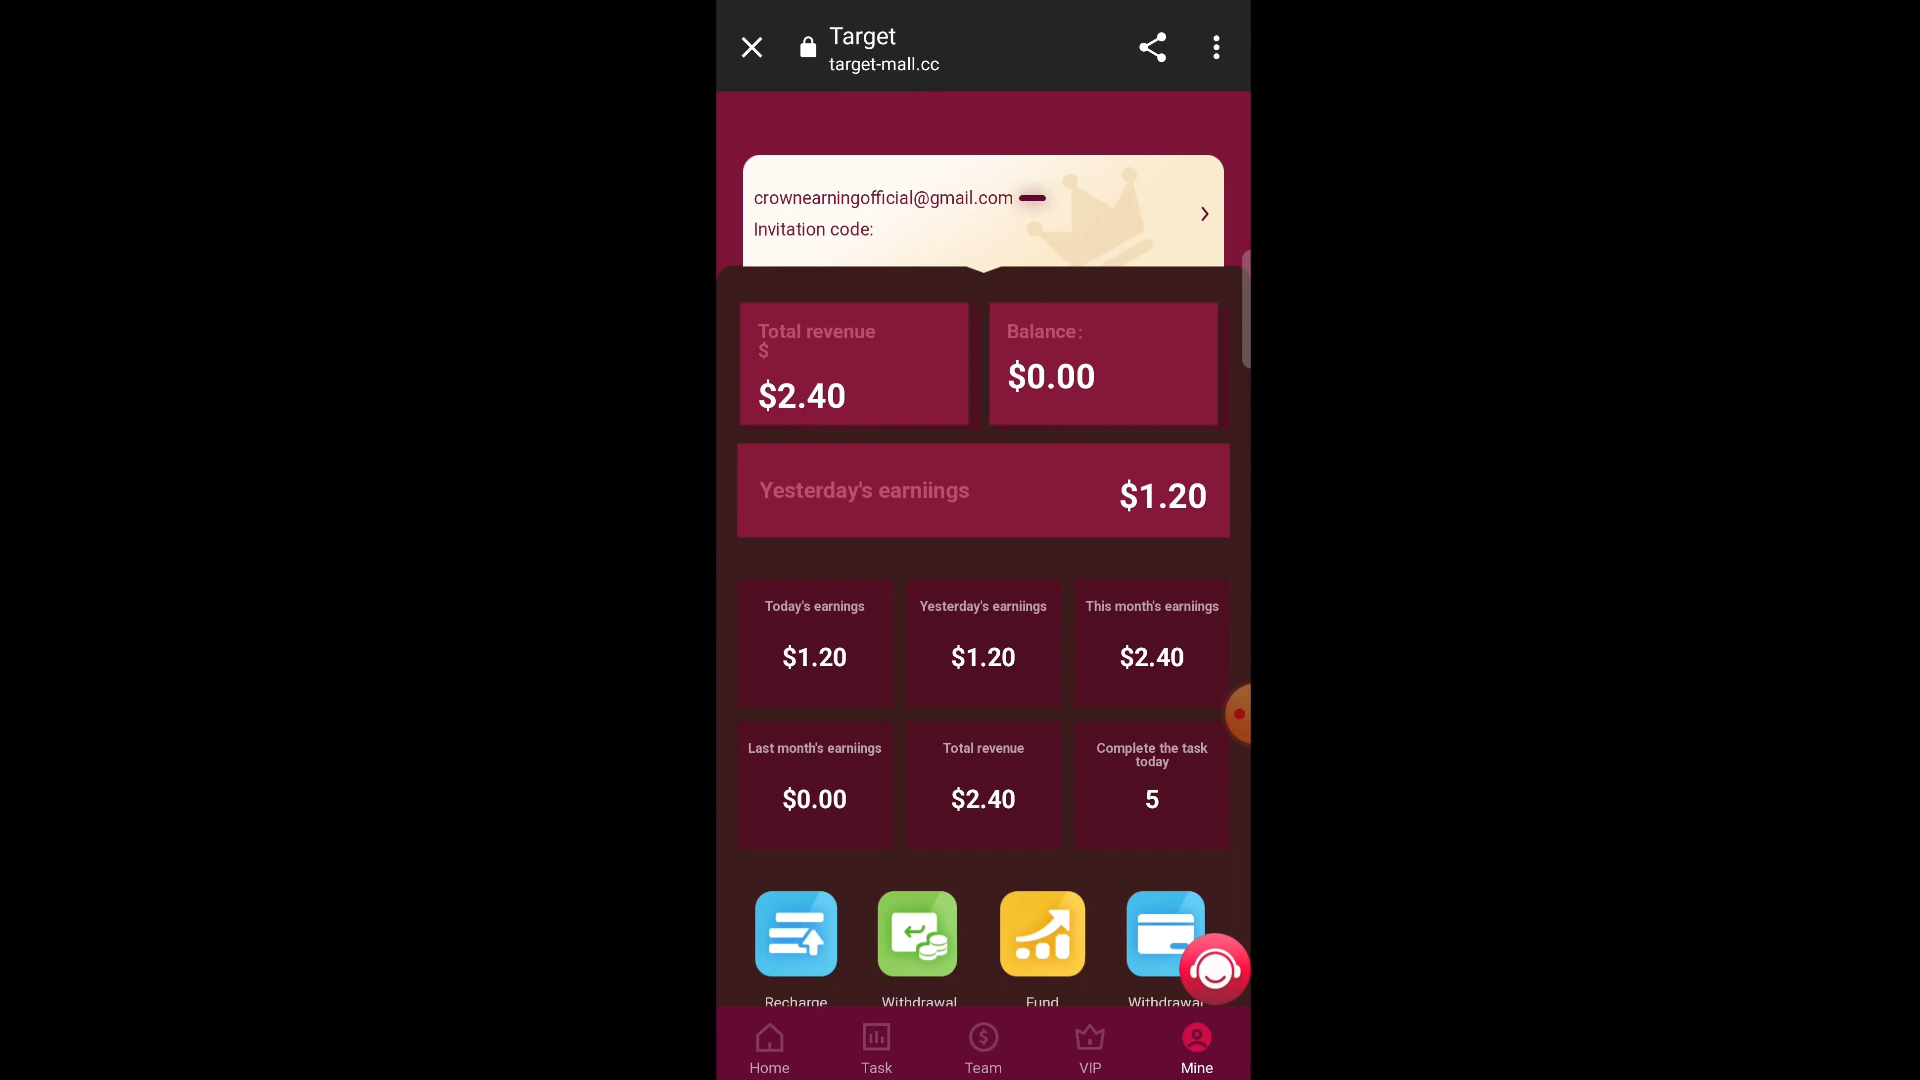 Target
target-mall.cc
crownearningofficial@gmail.com
Invitation code:
Total revenue
$
$2.40
Balance:
$0.00
Yesterday's earniings
$1.20
Today's earnings
Yesterday's earniings
This month's earniings
$1.20
$1.20
$2.40
Last month's earniings
Total revenue
Complete the task
today
$0.00
$2.40
5
Recharge
Withdrawal
Fund
Withdrawal
Home
Task
Team
VIP
Mine